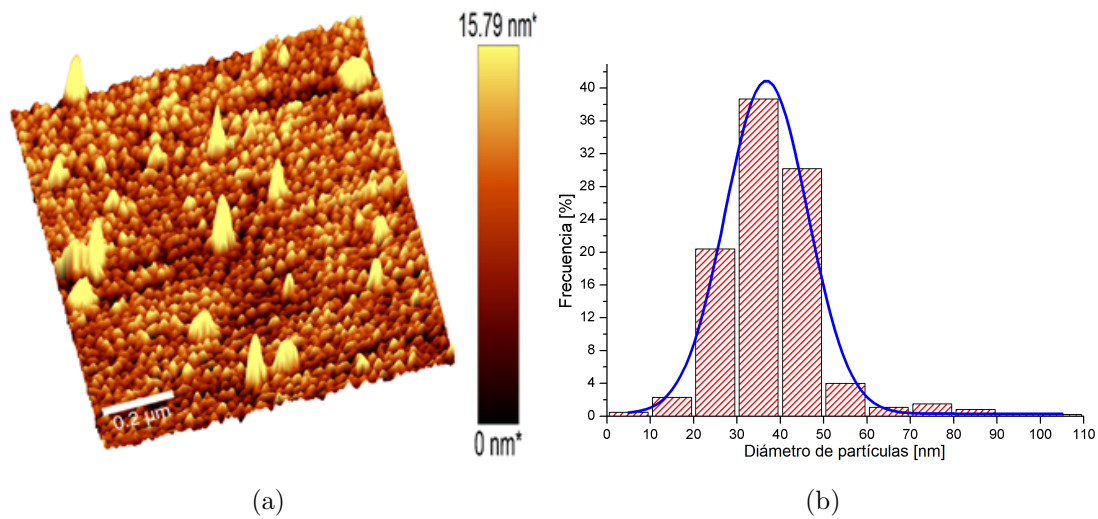 15.79 nm*
0.2 µm
0 nm*
(a)
Frecuencia [%]
40
36
32
28
24
20
16
12
8
4
0
0 10 20 30 40 50 60 70 80 90 100 110
Diámetro de partículas [nm]
(b)